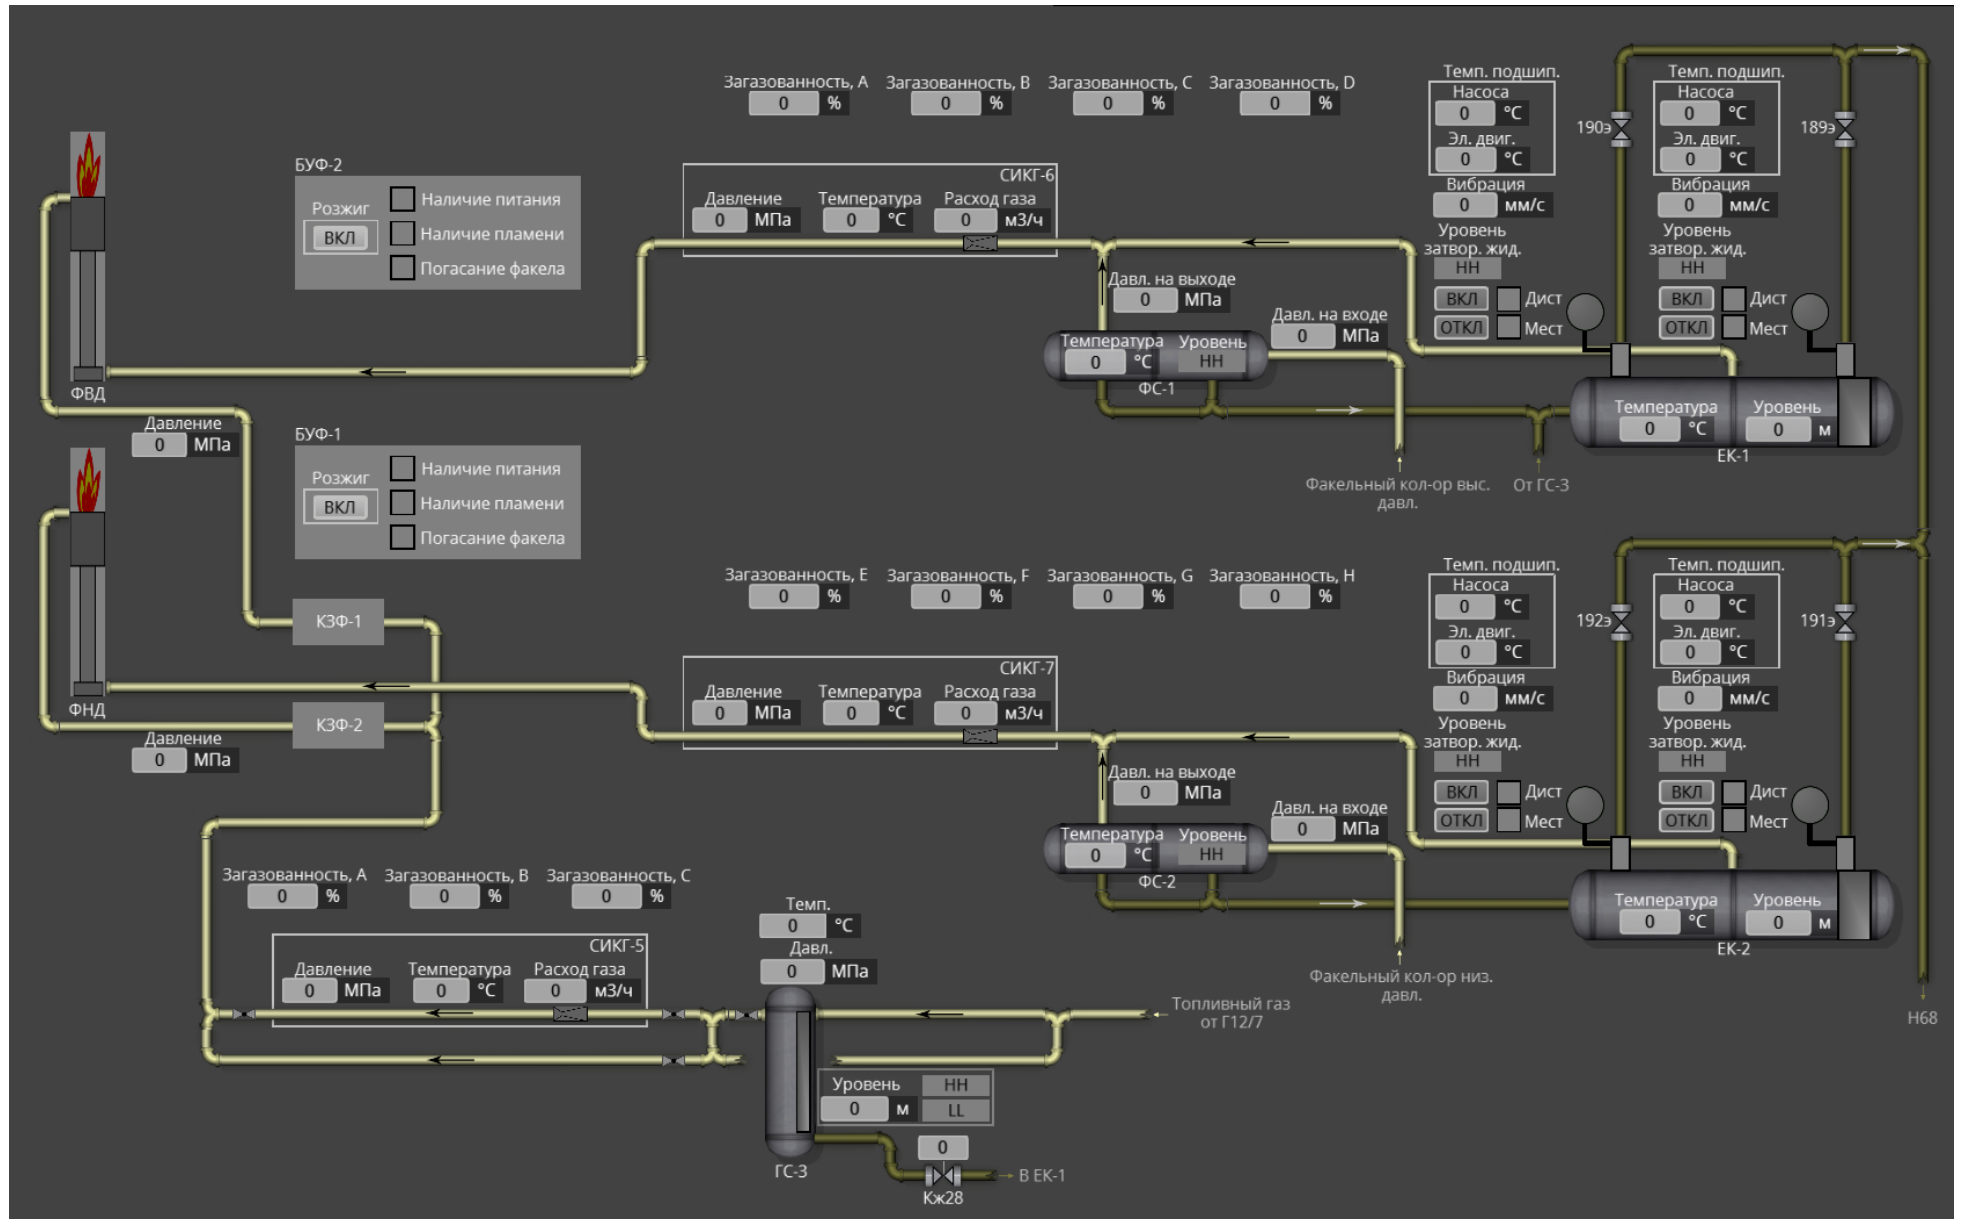 Загазованность, A Загазованность, B Загазованность, C Загазованность, D
0 % 0 % 0 % 0 %
Темп. подшип.
Насоса
0 °C
Эл. двиг.
0 °C
Вибрация
0 мм/с
Уровень
затвор. жид.
HH
ВКЛ Дист
ОТКЛ Мест
190э
Темп. подшип.
Насоса
0 °C
Эл. двиг.
0 °C
Вибрация
0 мм/с
Уровень
затвор. жид.
HH
ВКЛ Дист
ОТКЛ Мест
189э
БУФ-2
Розжиг
ВКЛ
Наличие питания
Наличие пламени
Погасание факела
СИКГ-6
Давление Температура Расход газа
0 МПа 0 °C 0 м3/ч
Давл. на выходе
0 МПа
Давл. на входе
0 МПа
Температура Уровень
0 °C HH
ФС-1
ФВД
Давление
0 МПа
Температура Уровень
0 °C 0 м
ЕК-1
Факельный кол-ор выс.
давл.
От ГС-3
БУФ-1
Розжиг
ВКЛ
Наличие питания
Наличие пламени
Погасание факела
Загазованность, E Загазованность, F Загазованность, G Загазованность, H
0 % 0 % 0 % 0 %
Темп. подшип.
Насоса
0 °C
Эл. двиг.
0 °C
Вибрация
0 мм/с
Уровень
затвор. жид.
HH
ВКЛ Дист
ОТКЛ Мест
192э
Темп. подшип.
Насоса
0 °C
Эл. двиг.
0 °C
Вибрация
0 мм/с
Уровень
затвор. жид.
HH
ВКЛ Дист
ОТКЛ Мест
191э
КЗФ-1
СИКГ-7
Давление Температура Расход газа
0 МПа 0 °C 0 м3/ч
ФНД
КЗФ-2
Давление
0 МПа
Давл. на выходе
0 МПа
Давл. на входе
0 МПа
Температура Уровень
0 °C HH
ФС-2
Температура Уровень
0 °C 0 м
ЕК-2
Факельный кол-ор низ.
давл.
Н68
Загазованность, A Загазованность, B Загазованность, C
0 % 0 % 0 %
СИКГ-5
Давление Температура Расход газа
0 МПа 0 °C 0 м3/ч
Темп.
0 °C
Давл.
0 МПа
Топливный газ
от Г12/7
Уровень HH
0 м LL
ГС-3
0
В ЕК-1
Кж28